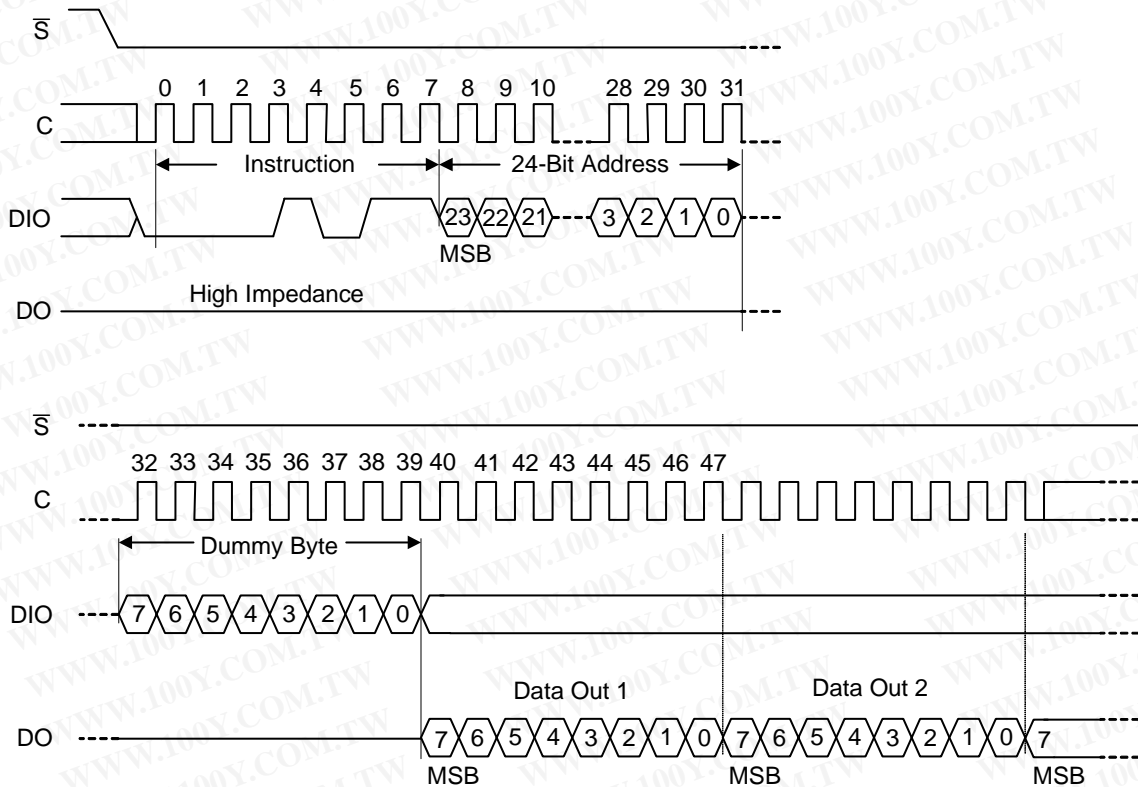 S
0 1 2 3 4 5 6 7 8 9 10 28 29 30 31
C
Instruction 24-Bit Address
DIO 23 22 21 3 2 1 0
MSB
High Impedance
DO
S
32 33 34 35 36 37 38 39 40 41 42 43 44 45 46 47
C
Dummy Byte
DIO 7 6 5 4 3 2 1 0
Data Out 1 Data Out 2
DO 7 6 5 4 3 2 1 0 7 6 5 4 3 2 1 0 7
MSB MSB MSB
WWW.100Y.COM.TW